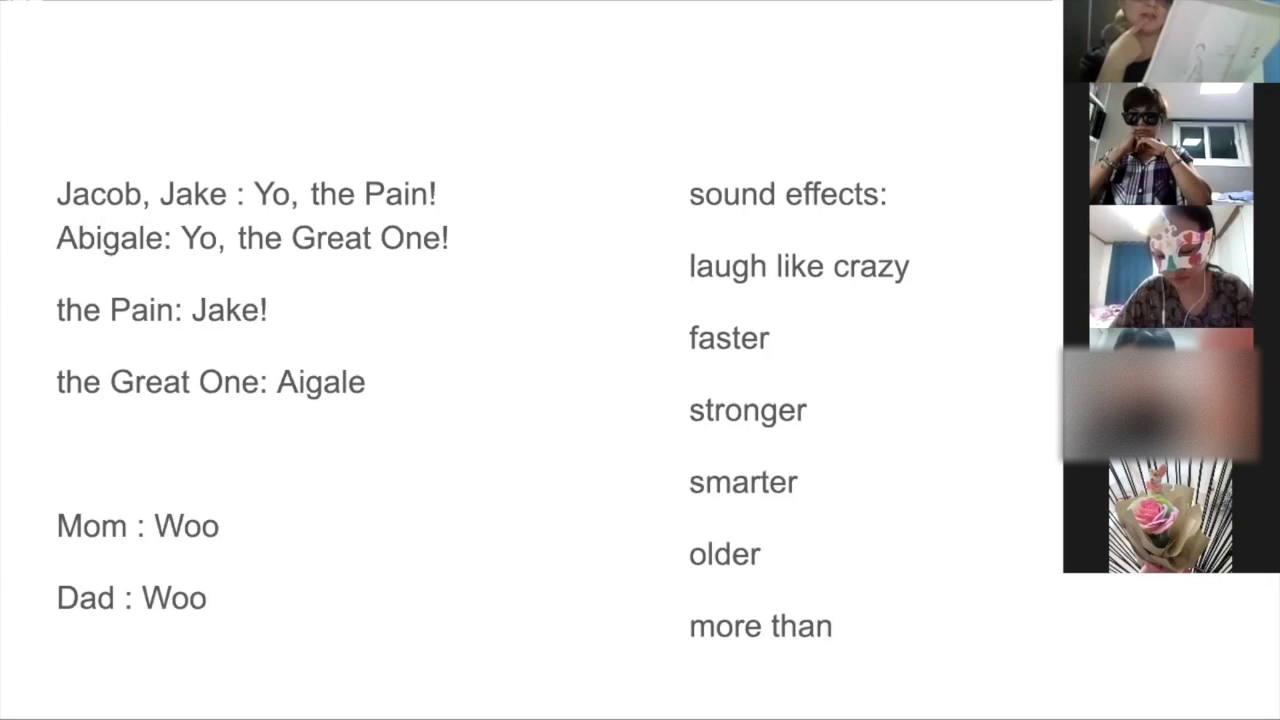 Jacob, Jake : Yo, the Pain!
Abigale: Yo, the Great One!
the Pain: Jake!
the Great One: Aigale
Mom : Woo
Dad : Woo
sound effects:
laugh like crazy
faster
stronger
smarter
older
more than